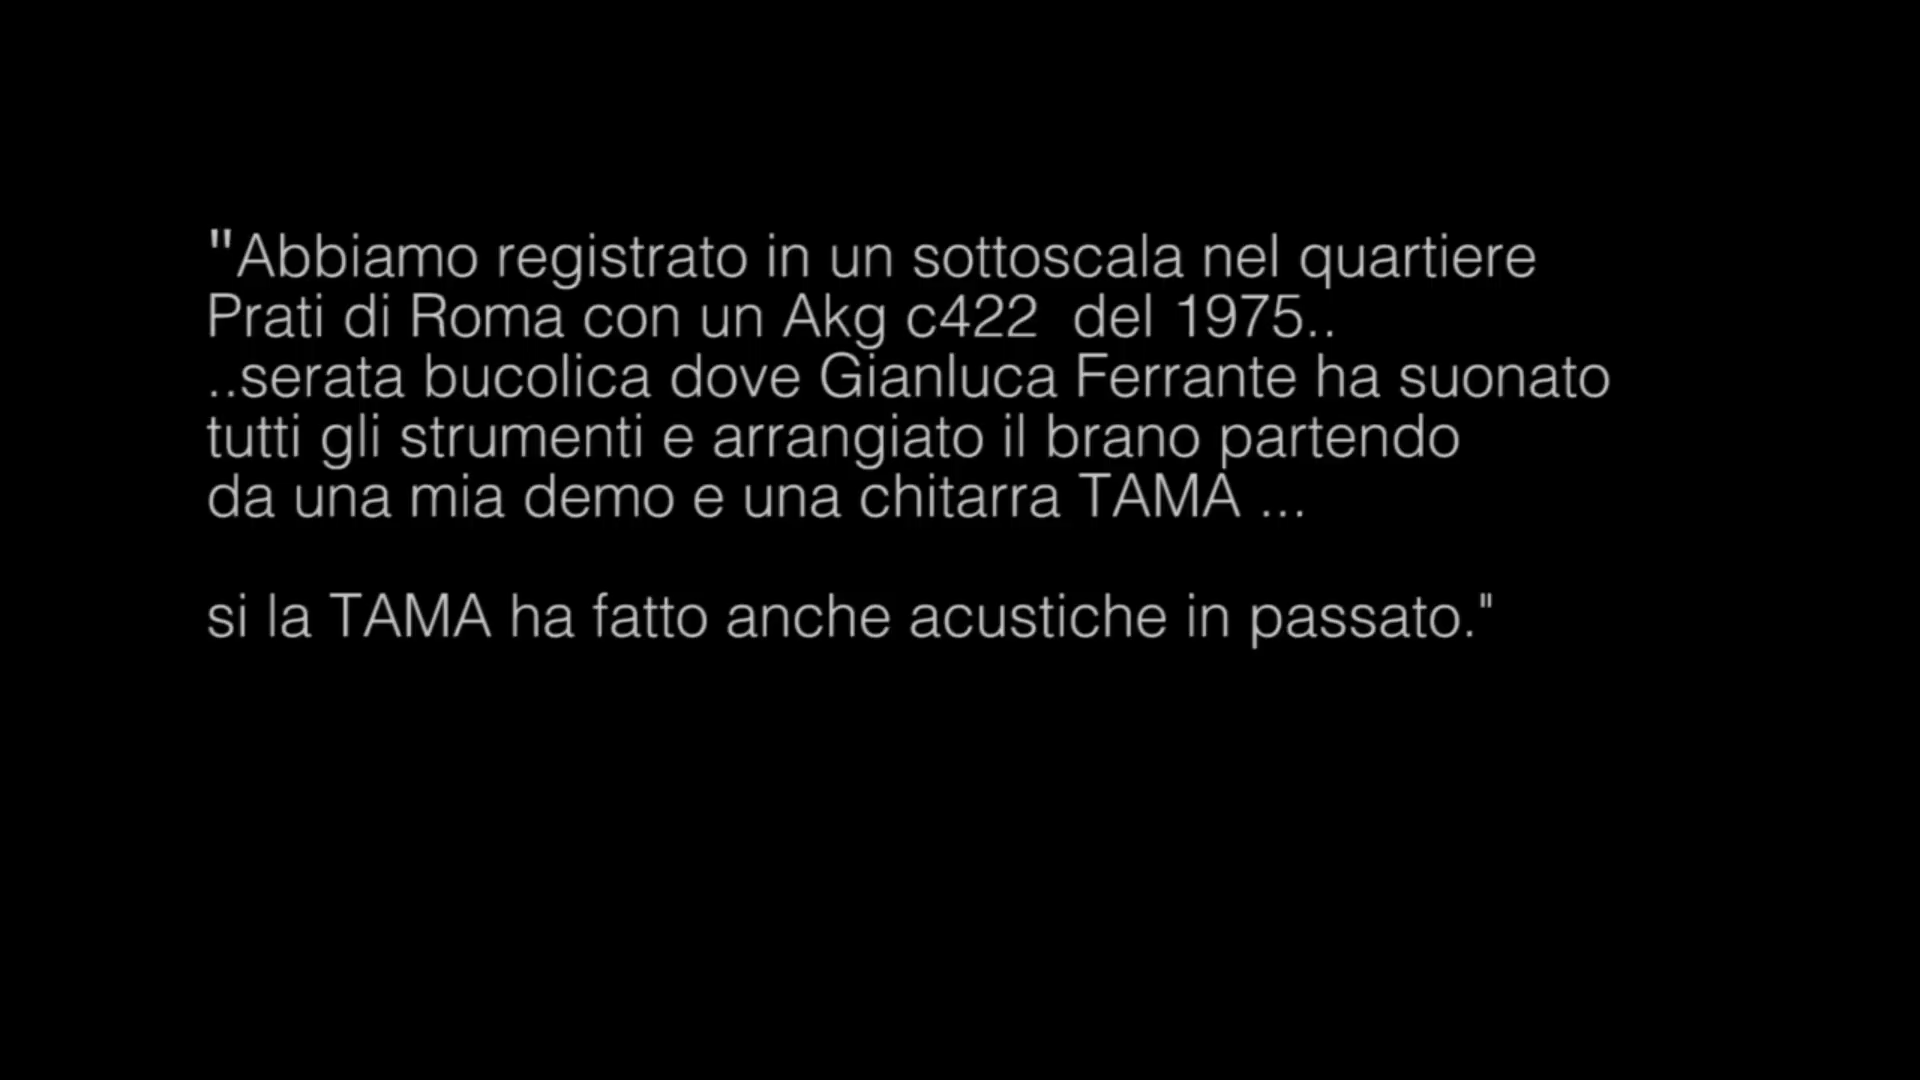 "Abbiamo registrato in un sottoscala nel quartiere
Prati di Roma con un Akg c422  del 1975..
..serata bucolica dove Gianluca Ferrante ha suonato
tutti gli strumenti e arrangiato il brano partendo
da una mia demo e una chitarra TAMA ...
si la TAMA ha fatto anche acustiche in passato."